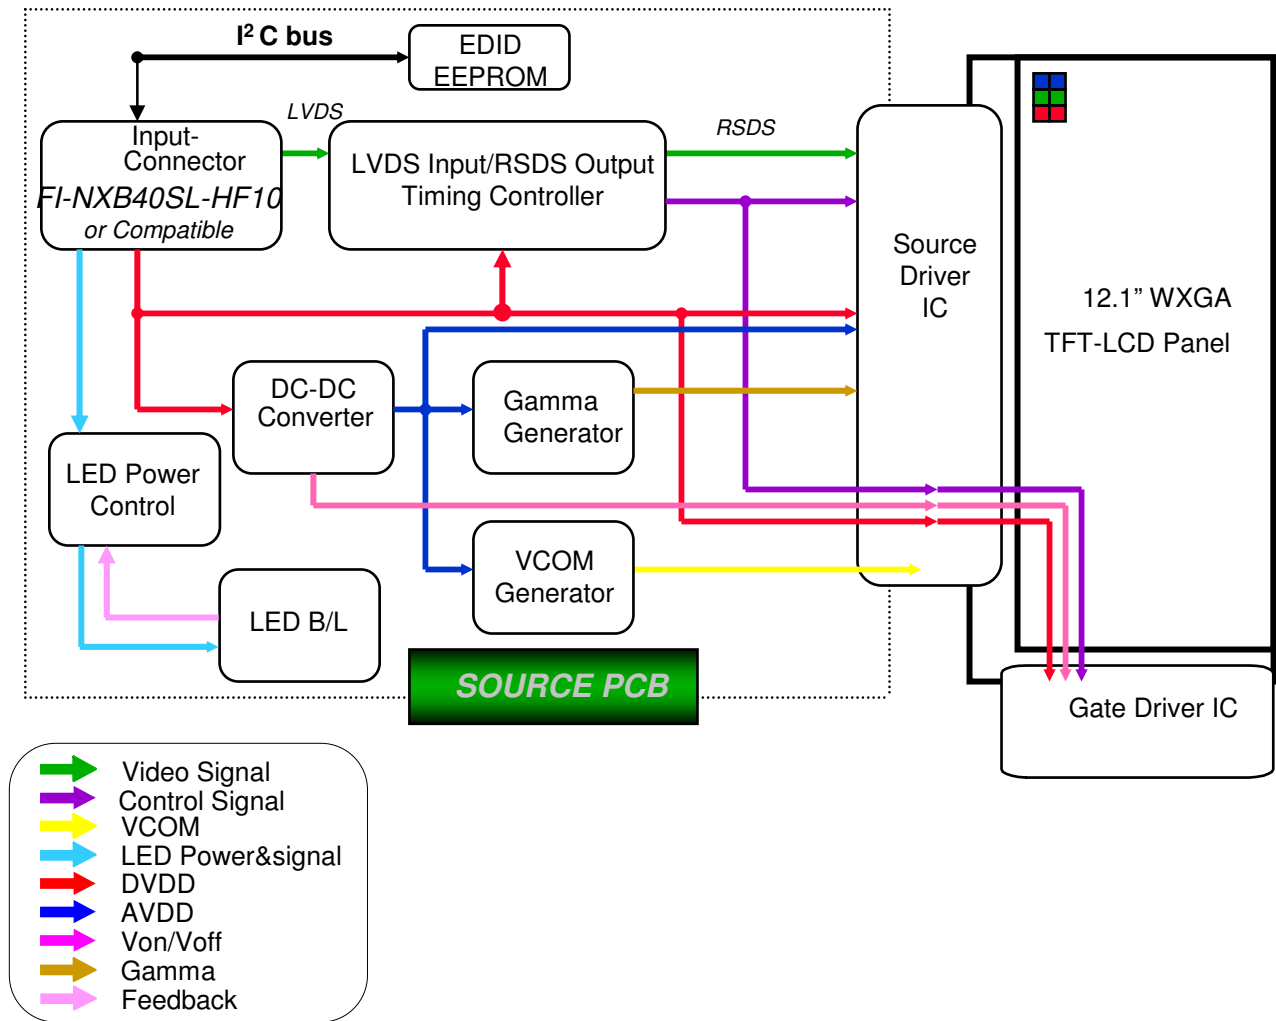 I² C bus
EDID
EEPROM
LVDS
RSDS
Input-
Connector
FI-NXB40SL-HF10
or Compatible
LVDS Input/RSDS Output
Timing Controller
Source
Driver
IC
12.1” WXGA
TFT-LCD Panel
DC-DC
Converter
Gamma
Generator
LED Power
Control
VCOM
Generator
LED B/L
SOURCE PCB
Gate Driver IC
Video Signal
Control Signal
VCOM
LED Power&signal
DVDD
AVDD
Von/Voff
Gamma
Feedback